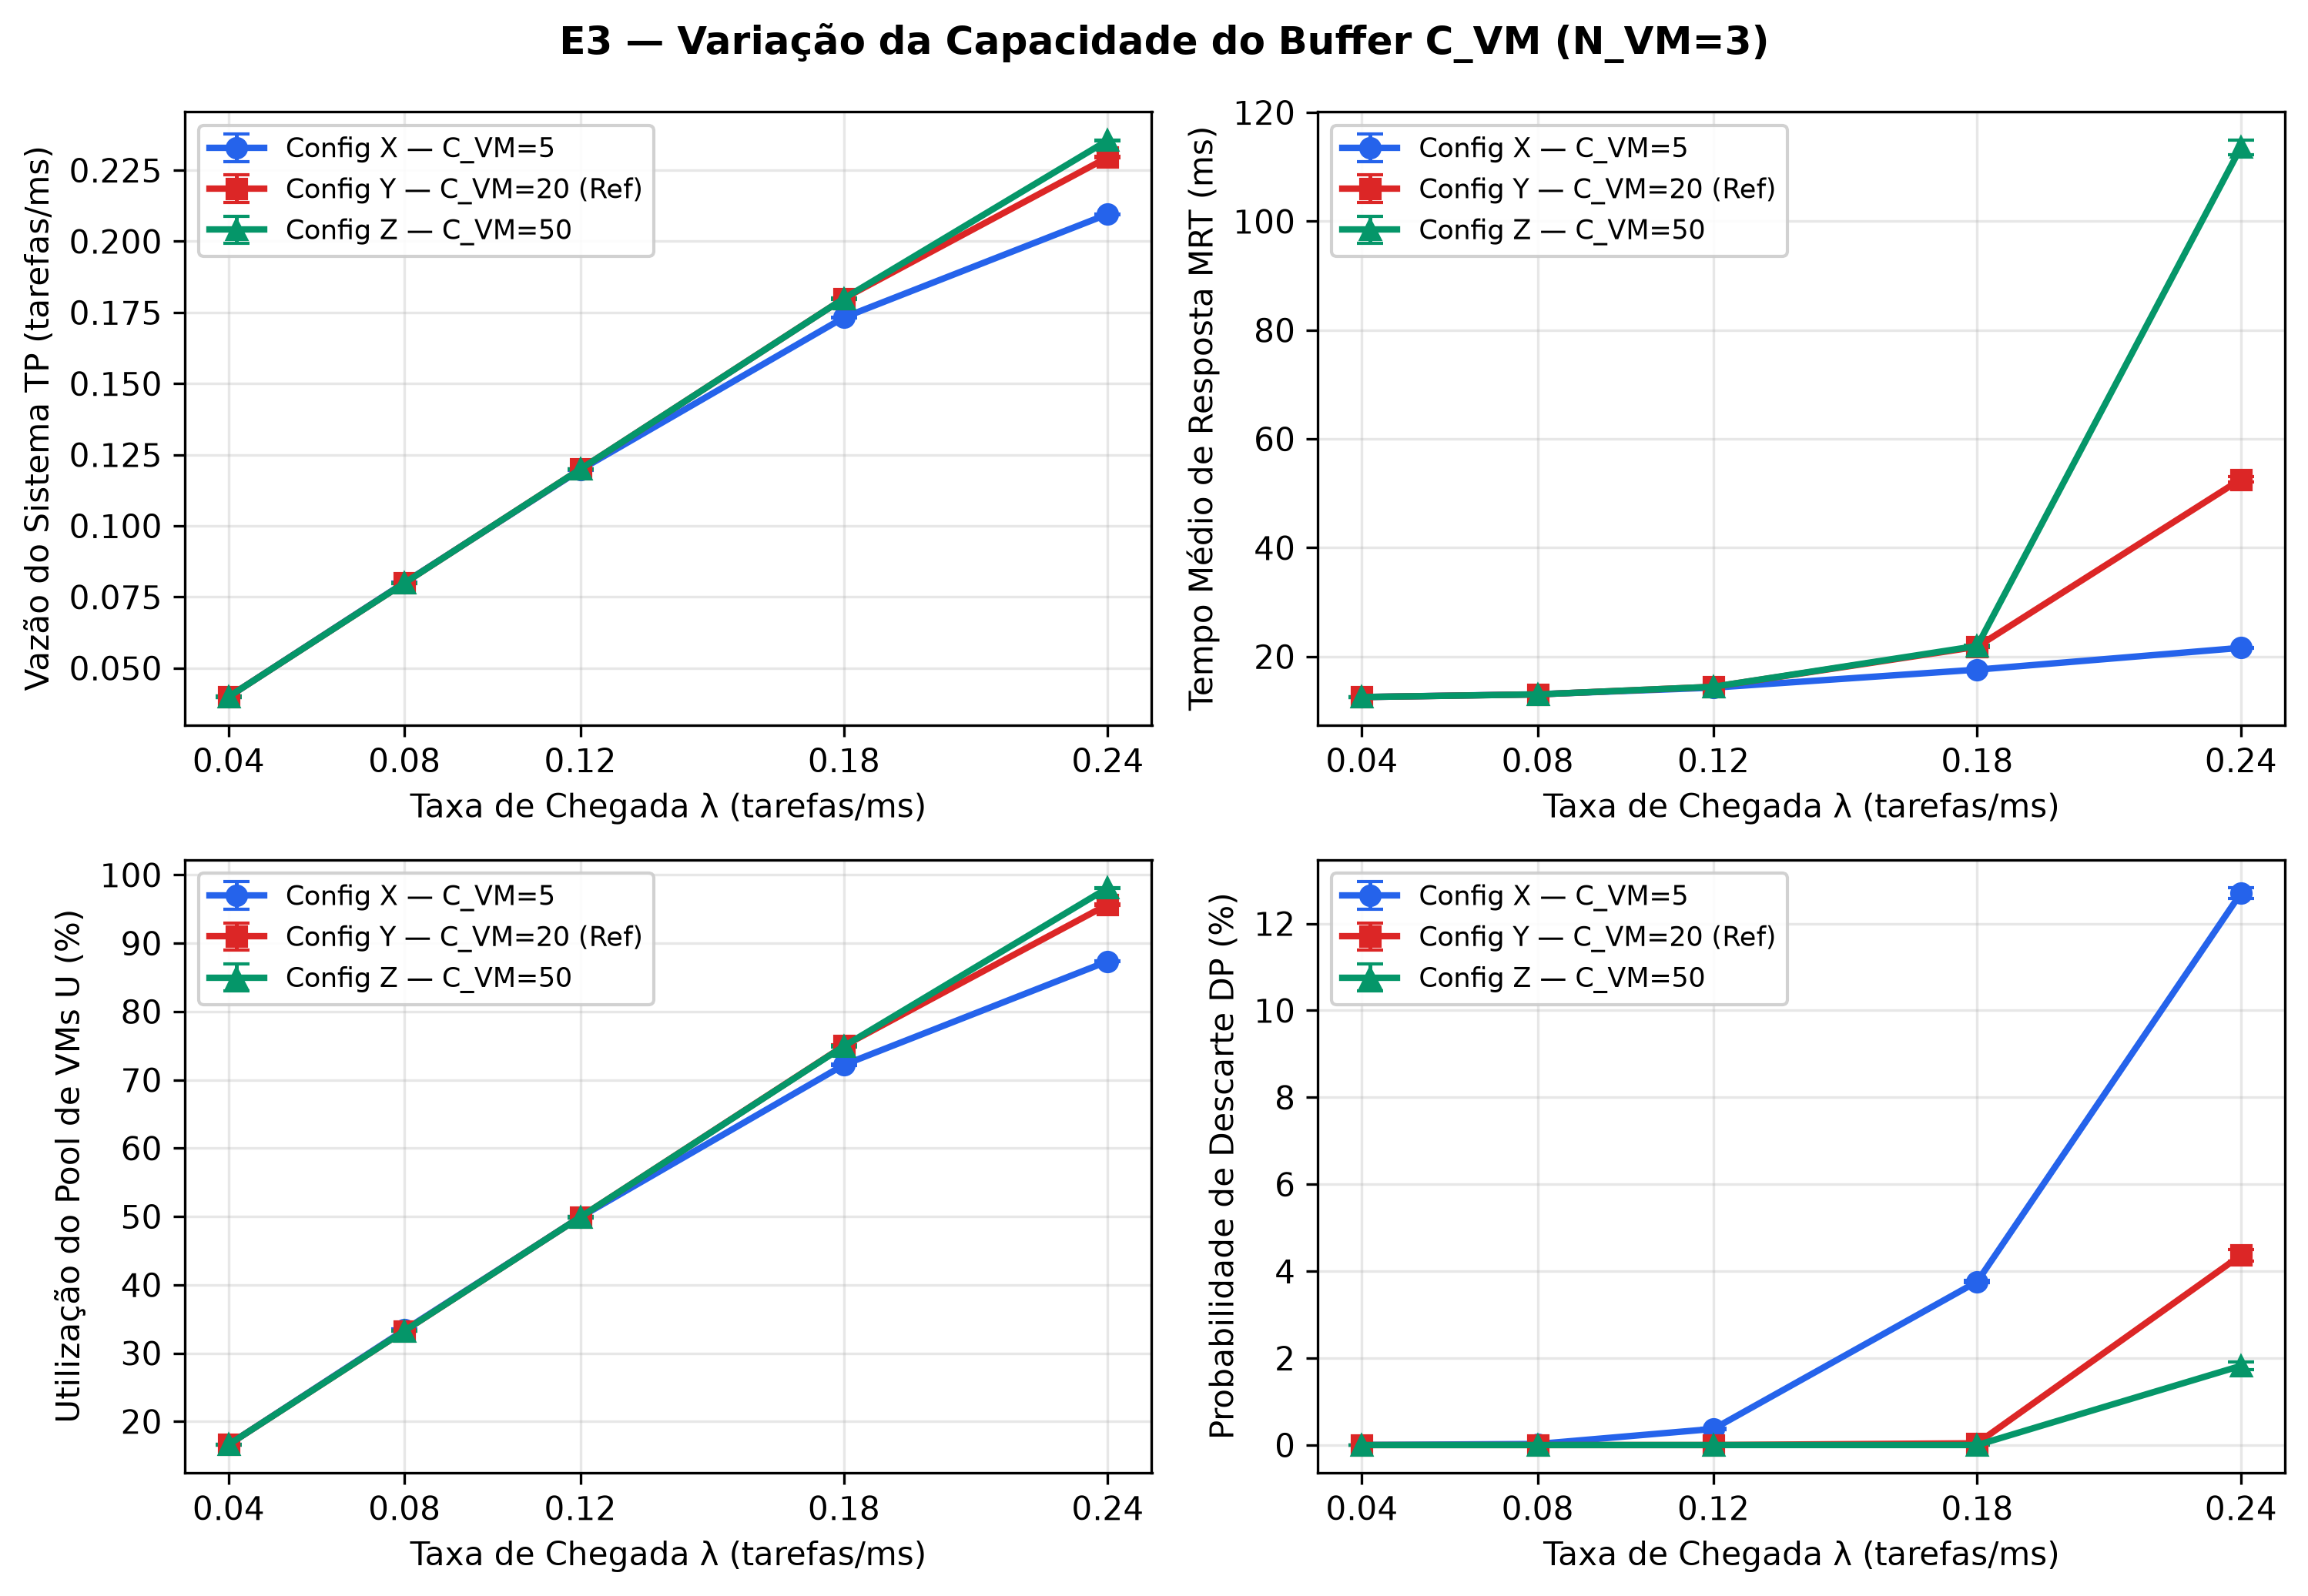 E3 — Variação da Capacidade do Buffer C_VM (N_VM=3)
Vazão do Sistema TP (tarefas/ms)
0.225
0.200
0.175
0.150
0.125
0.100
0.075
0.050
Config X — C_VM=5
Config Y — C_VM=20 (Ref)
Config Z — C_VM=50
0.04 0.08 0.12 0.18 0.24
Taxa de Chegada λ (tarefas/ms)
Tempo Médio de Resposta MRT (ms)
120
100
80
60
40
20
Config X — C_VM=5
Config Y — C_VM=20 (Ref)
Config Z — C_VM=50
0.04 0.08 0.12 0.18 0.24
Taxa de Chegada λ (tarefas/ms)
Utilização do Pool de VMs U (%)
100
90
80
70
60
50
40
30
20
Config X — C_VM=5
Config Y — C_VM=20 (Ref)
Config Z — C_VM=50
0.04 0.08 0.12 0.18 0.24
Taxa de Chegada λ (tarefas/ms)
Probabilidade de Descarte DP (%)
12
10
8
6
4
2
0
Config X — C_VM=5
Config Y — C_VM=20 (Ref)
Config Z — C_VM=50
0.04 0.08 0.12 0.18 0.24
Taxa de Chegada λ (tarefas/ms)